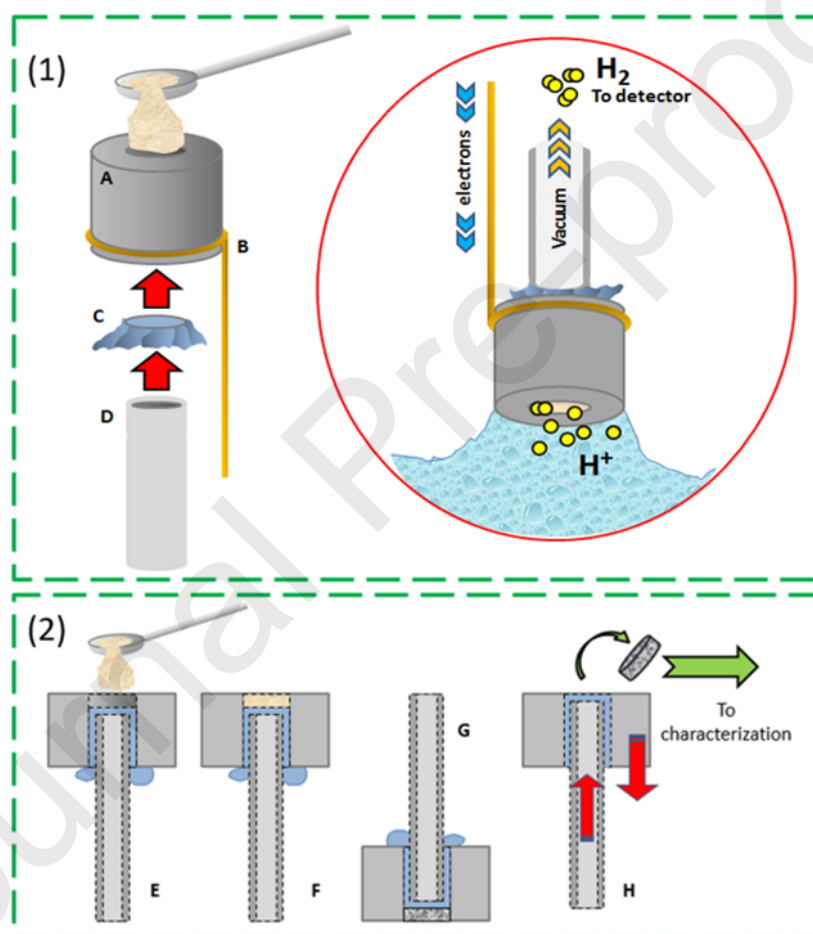 (1)
A
B
C
D
electrons
H₂
To detector
Vacuum
H⁺
(2)
E
F
G
H
To
characterization